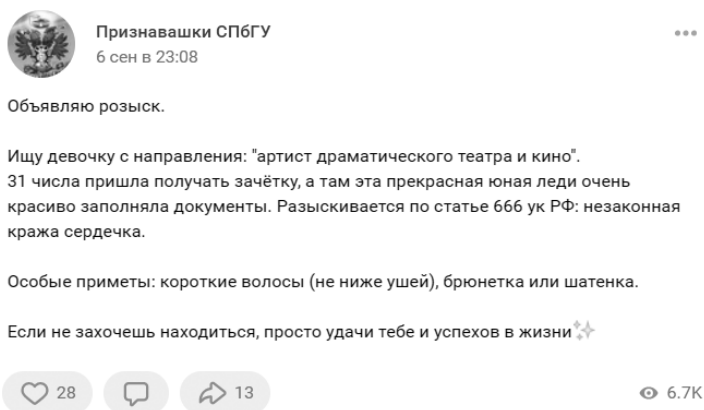 Признавашки СПбГУ
6 сен в 23:08
Объявляю розыск.
Ищу девочку с направления: "артист драматического театра и кино".
31 числа пришла получать зачётку, а там эта прекрасная юная леди очень
красиво заполняла документы. Разыскивается по статье 666 ук РФ: незаконная
кража сердечка.
Особые приметы: короткие волосы (не ниже ушей), брюнетка или шатенка.
Если не захочешь находиться, просто удачи тебе и успехов в жизни✨
28 13 6.7K